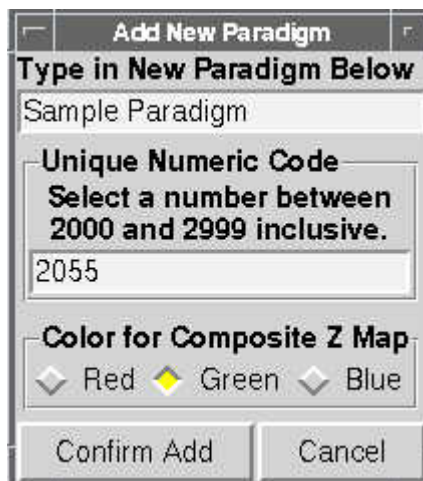 Add New Paradigm
Type in New Paradigm Below
Sample Paradigm
Unique Numeric Code
Select a number between
2000 and 2999 inclusive.
2055
Color for Composite Z Map
Red Green Blue
Confirm Add Cancel